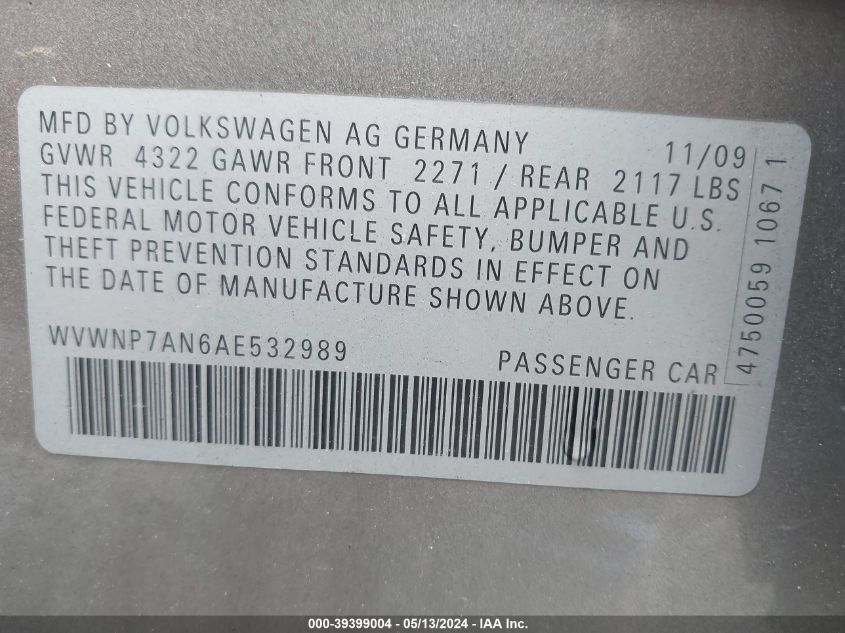 MFD BY VOLKSWAGEN AG GERMANY 11/09
GVWR 4322 GAWR FRONT 2271 / REAR 2117 LBS
THIS VEHICLE CONFORMS TO ALL APPLICABLE U.S.
FEDERAL MOTOR VEHICLE SAFETY, BUMPER AND
THEFT PREVENTION STANDARDS IN EFFECT ON
THE DATE OF MANUFACTURE SHOWN ABOVE.
WVWNP7AN6AE532989 PASSENGER CAR
4750059 1067 1
000-39399004 - 05/13/2024 - IAA Inc.